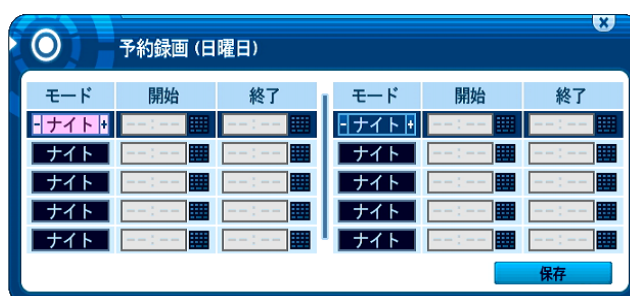 予約録画 (日曜日)
モード 開始 終了 モード 開始 終了
- ナイト + --:-- --:-- - ナイト + --:-- --:--
ナイト --:-- --:-- ナイト --:-- --:--
ナイト --:-- --:-- ナイト --:-- --:--
ナイト --:-- --:-- ナイト --:-- --:--
ナイト --:-- --:-- ナイト --:-- --:--
保存